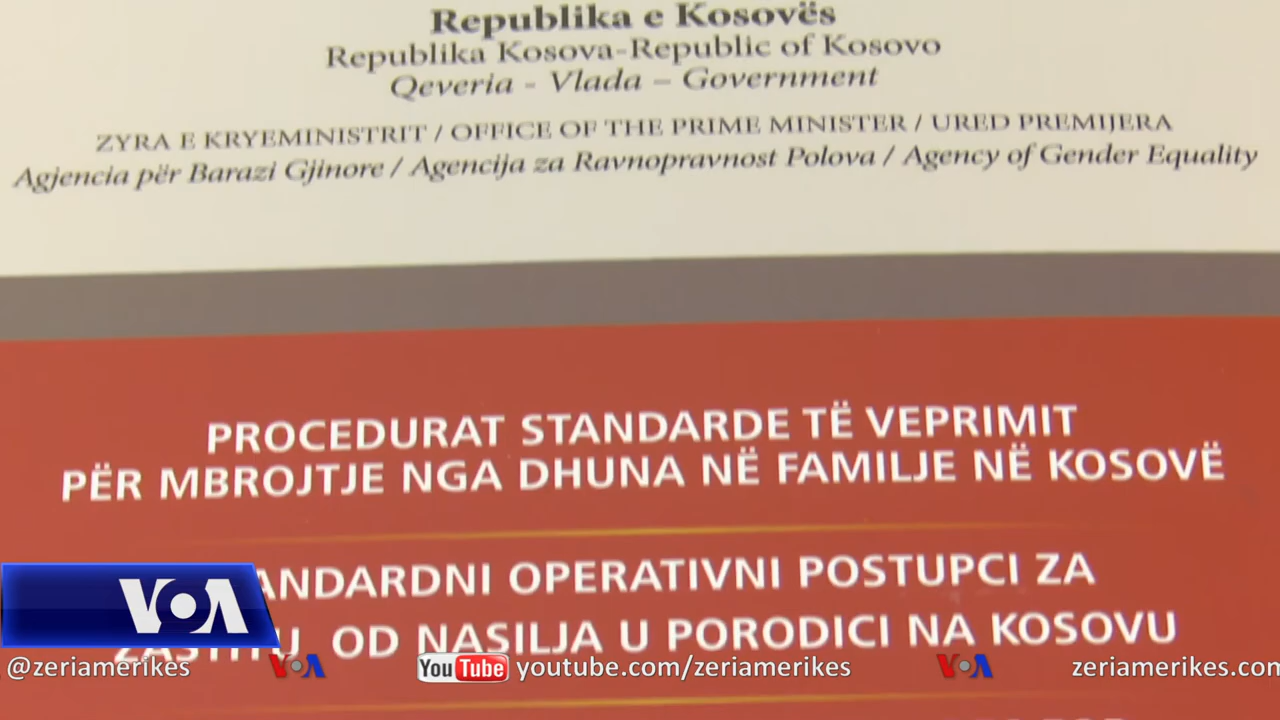 Republika e Kosovës
Republika Kosova-Republic of Kosovo
Qeveria - Vlada – Government
ZYRA E KRYEMINISTRIT / OFFICE OF THE PRIME MINISTER / URED PREMIJERA
Agjencia për Barazi Gjinore / Agencija za Ravnopravnost Polova / Agency of Gender Equality
PROCEDURAT STANDARDE TË VEPRIMIT
PËR MBROJTJE NGA DHUNA NË FAMILJE NË KOSOVË
ANDARDNI OPERATIVNI POSTUPCI ZA
OD NASILJA U PORODICI NA KOSOVU
VOA
@zeriamerikes VOA YouTube youtube.com/zeriamerikes VOA zeriamerikes.com